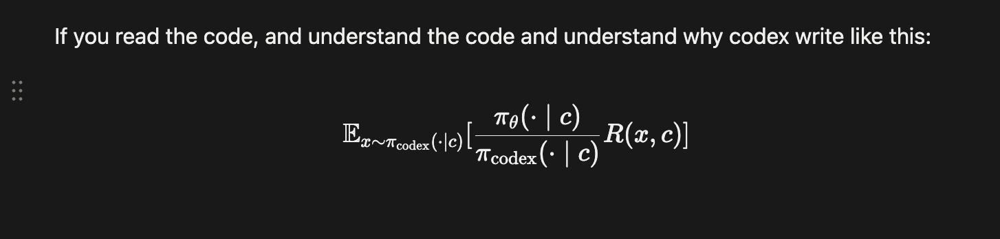 If you read the code, and understand the code and understand why codex write like this:
$$\mathbb{E}_{x \sim \pi_{\text{codex}}(\cdot|c)}[\frac{\pi_\theta(\cdot \mid c)}{\pi_{\text{codex}}(\cdot \mid c)} R(x, c)]$$